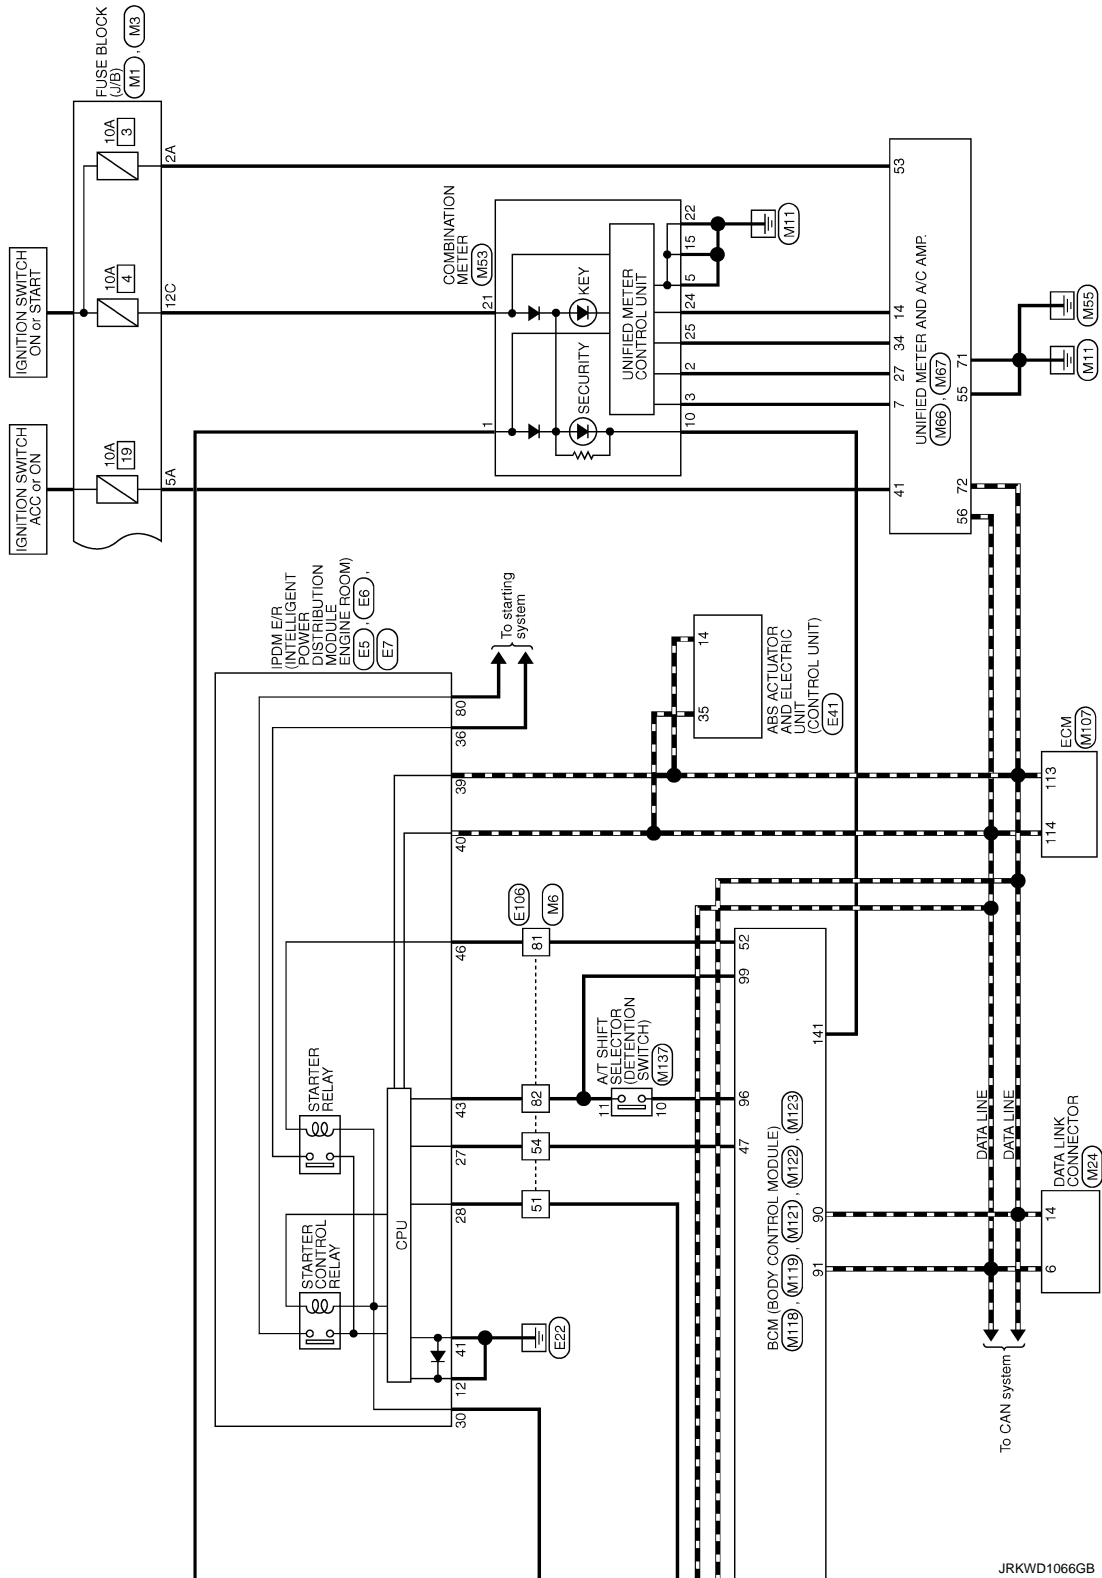 IGNITION SWITCH
ON or START
IGNITION SWITCH
ACC or ON
FUSE BLOCK
(J/B)
M1 , M3
10A
3
10A
4
10A
19
2A
12C
5A
COMBINATION
METER
M53
21
1
KEY
SECURITY
UNIFIED METER
CONTROL UNIT
22
15
5
24
25
2
3
10
M11
53
14
34
27
7
41
UNIFIED METER AND A/C AMP.
M66 , M67
71
55
72
56
M55
M11
IPDM E/R
(INTELLIGENT
POWER
DISTRIBUTION
MODULE
ENGINE ROOM)
E5 , E6 ,
E7
STARTER
RELAY
STARTER
CONTROL
RELAY
CPU
80
36
39
40
46
43
27
28
41
12
30
To starting
system
E22
E106
M6
81
82
54
51
A/T SHIFT
SELECTOR
(DETENTION
SWITCH)
M137
11
10
14
35
ABS ACTUATOR
AND ELECTRIC
UNIT
(CONTROL UNIT)
E41
52
99
96
47
141
90
91
BCM (BODY CONTROL MODULE)
M118 , M119 , M121 , M122 , M123
ECM
M107
113
114
DATA LINE
DATA LINE
DATA LINK
CONNECTOR
M24
14
6
To CAN system
JRKWD1066GB